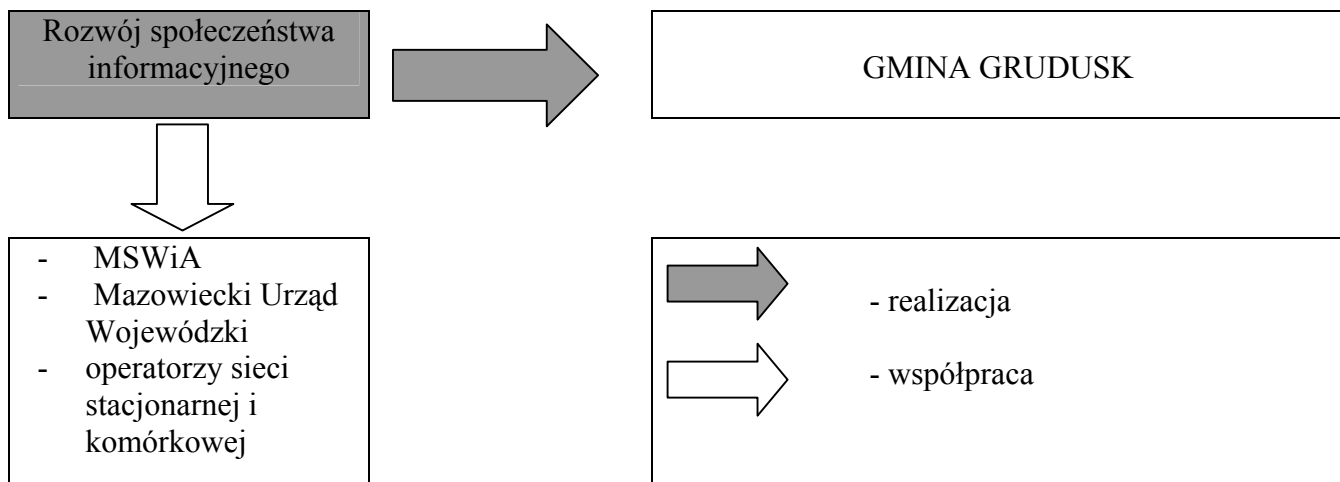 Rozwój społeczeństwa
informacyjnego
GMINA GRUDUSK
- MSWiA
- Mazowiecki Urząd
Wojewódzki
- operatorzy sieci
stacjonarnej i
komórkowej
- realizacja
- współpraca